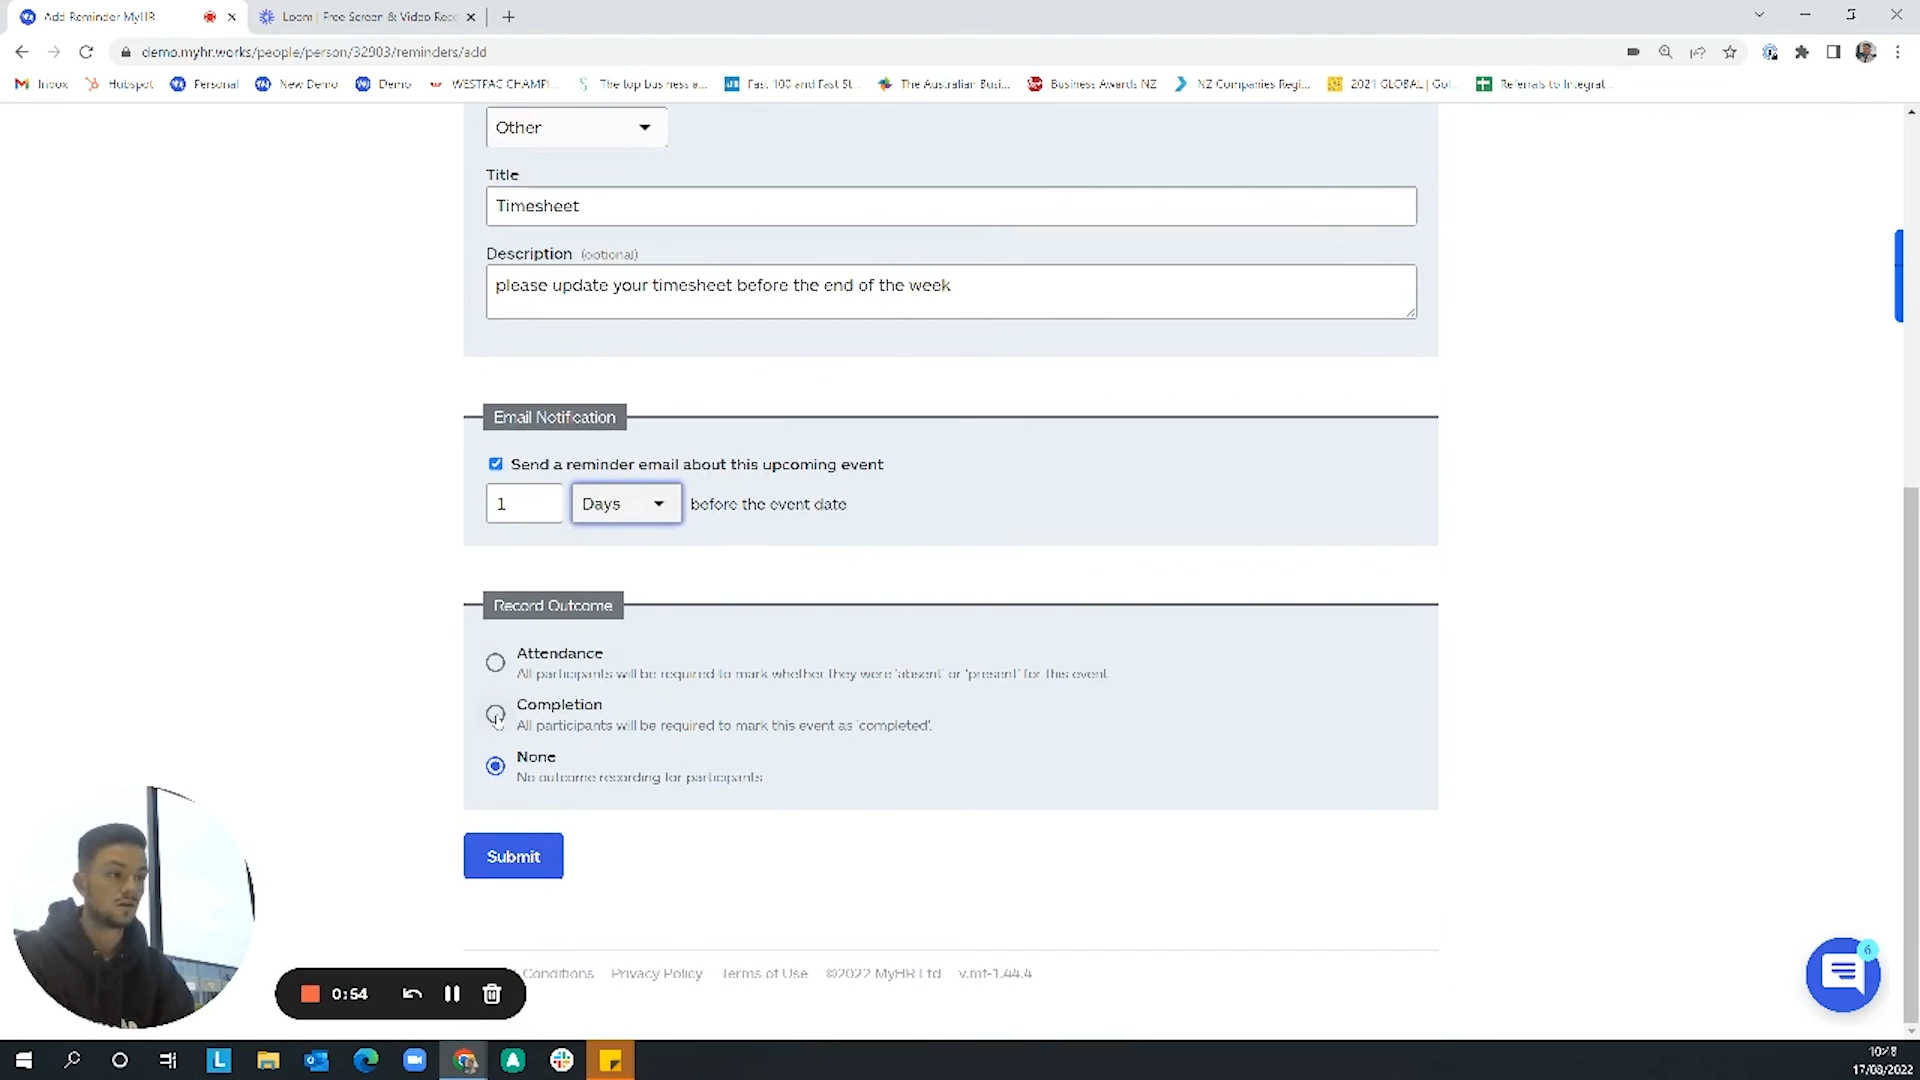 Add Reminder MyHR
Loom | Free Screen & Video Rec
demo.myhr.works/people/person/32903/reminders/add
Inbox
Hubspot
Personal
New Demo
Demo
WESTPAC CHAMPI...
The top business a...
Fast 100 and Fast St...
The Australian Busi...
Business Awards NZ
NZ Companies Regi...
2021 GLOBAL | Gol...
Referrals to Integrat...
Other
Title
Timesheet
Description (optional)
please update your timesheet before the end of the week
Email Notification
Send a reminder email about this upcoming event
1 Days before the event date
Record Outcome
Attendance
All participants will be required to mark whether they were 'absent' or 'present' for this event.
Completion
All participants will be required to mark this event as 'completed'.
None
No outcome recording for participants
Submit
Conditions Privacy Policy Terms of Use ©2022 MyHR Ltd v.mf-1.44.4
0:54
6
L
10:48
17/08/2022